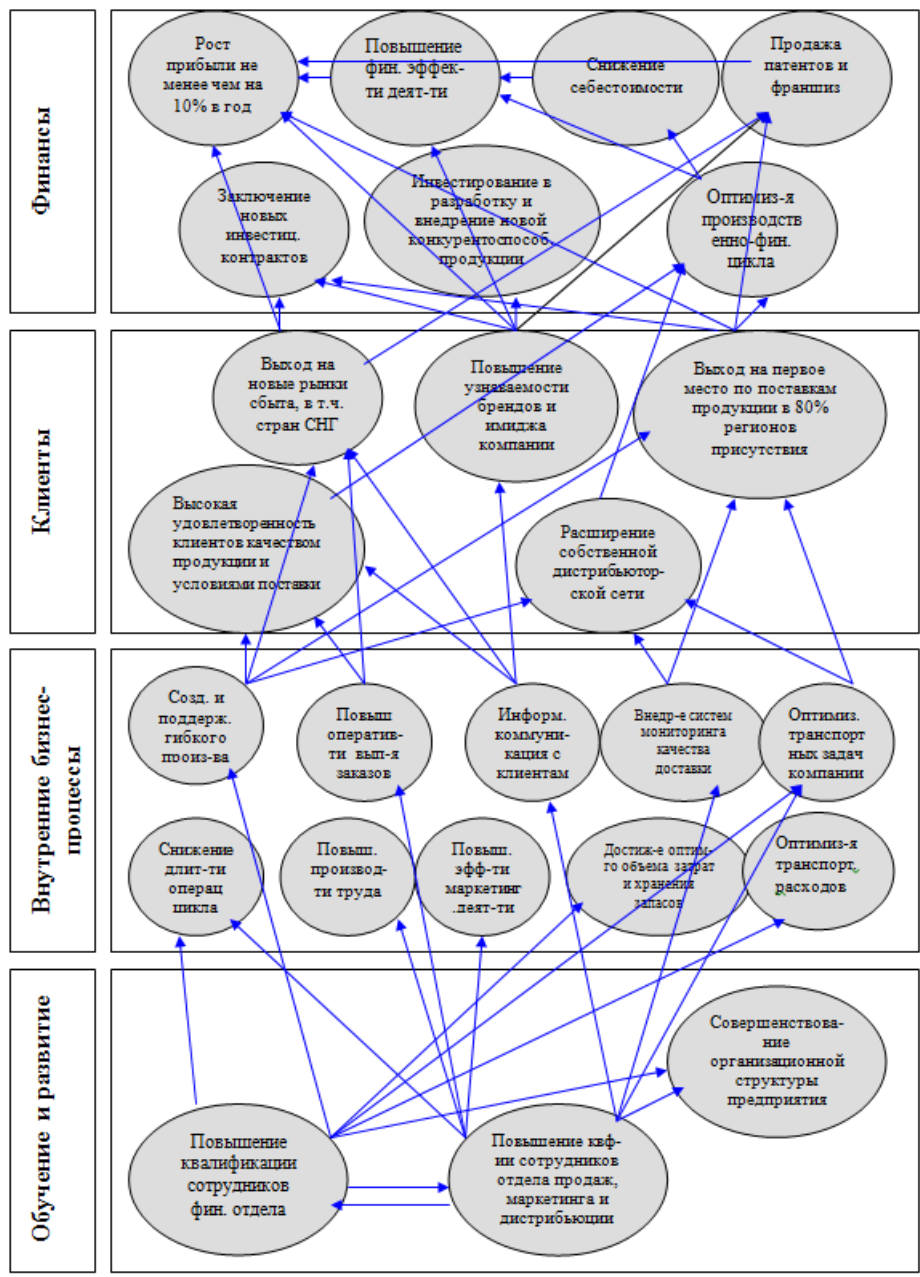 Финансы
Рост
прибыли не
менее чем на
10% в год
Повышение
фин. эффек-
ти деят-ти
Снижение
себестоимости
Продажа
патентов и
франшиз
Заключение
новых
инвестиц.
контрактов
Инвестирование в
разработку и
внедрение новой
конкурентоспособ.
продукции
Оптимиз-я
производств
енно-фин.
цикла
Клиенты
Выход на
новые рынки
сбыта, в т.ч.
стран СНГ
Повышение
узнаваемости
брендов и
имиджа
компании
Выход на первое
место по поставкам
продукции в 80%
регионов
присутствия
Высокая
удовлетворенность
клиентов качеством
продукции и
условиями поставки
Расширение
собственной
дистрибьютор-
ской сети
Внутренние бизнес-
процессы
Созд. и
поддерж.
гибкого
произ-ва
Повыш
оператив-
ти вып-я
заказов
Информ.
коммуни-
кация с
клиентам
Внедр-е систем
мониторинга
качества
доставки
Оптимиз.
транспорт
ных задач
компании
Снижение
длит-ти
операц
цикла
Повыш.
производ-
ти труда
Повыш.
эфф-ти
маркетинг
.деят-ти
Достиж-е оптим-
го объема затрат
и хранения
запасов
Оптимиз-я
транспорт.
расходов
Обучение и развитие
Совершенствова-
ние
организационной
структуры
предприятия
Повышение
квалификации
сотрудников
фин. отдела
Повышение квф-
ии сотрудников
отдела продаж,
маркетинга и
дистрибьюции